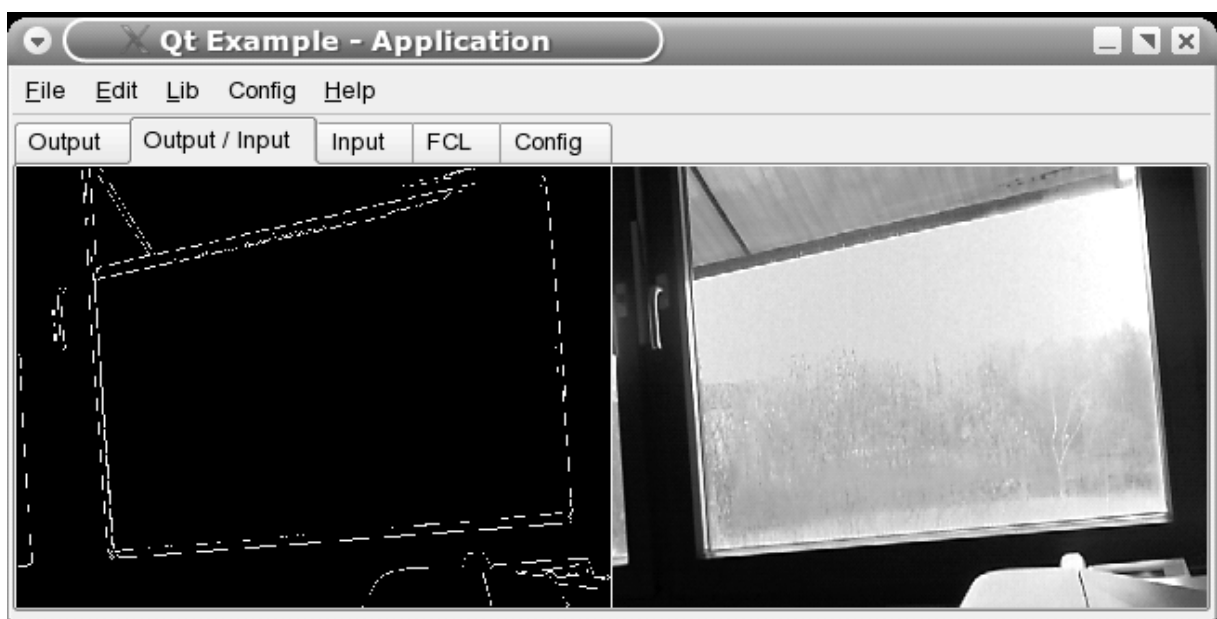 Qt Example - Application
File Edit Lib Config Help
Output Output / Input Input FCL Config